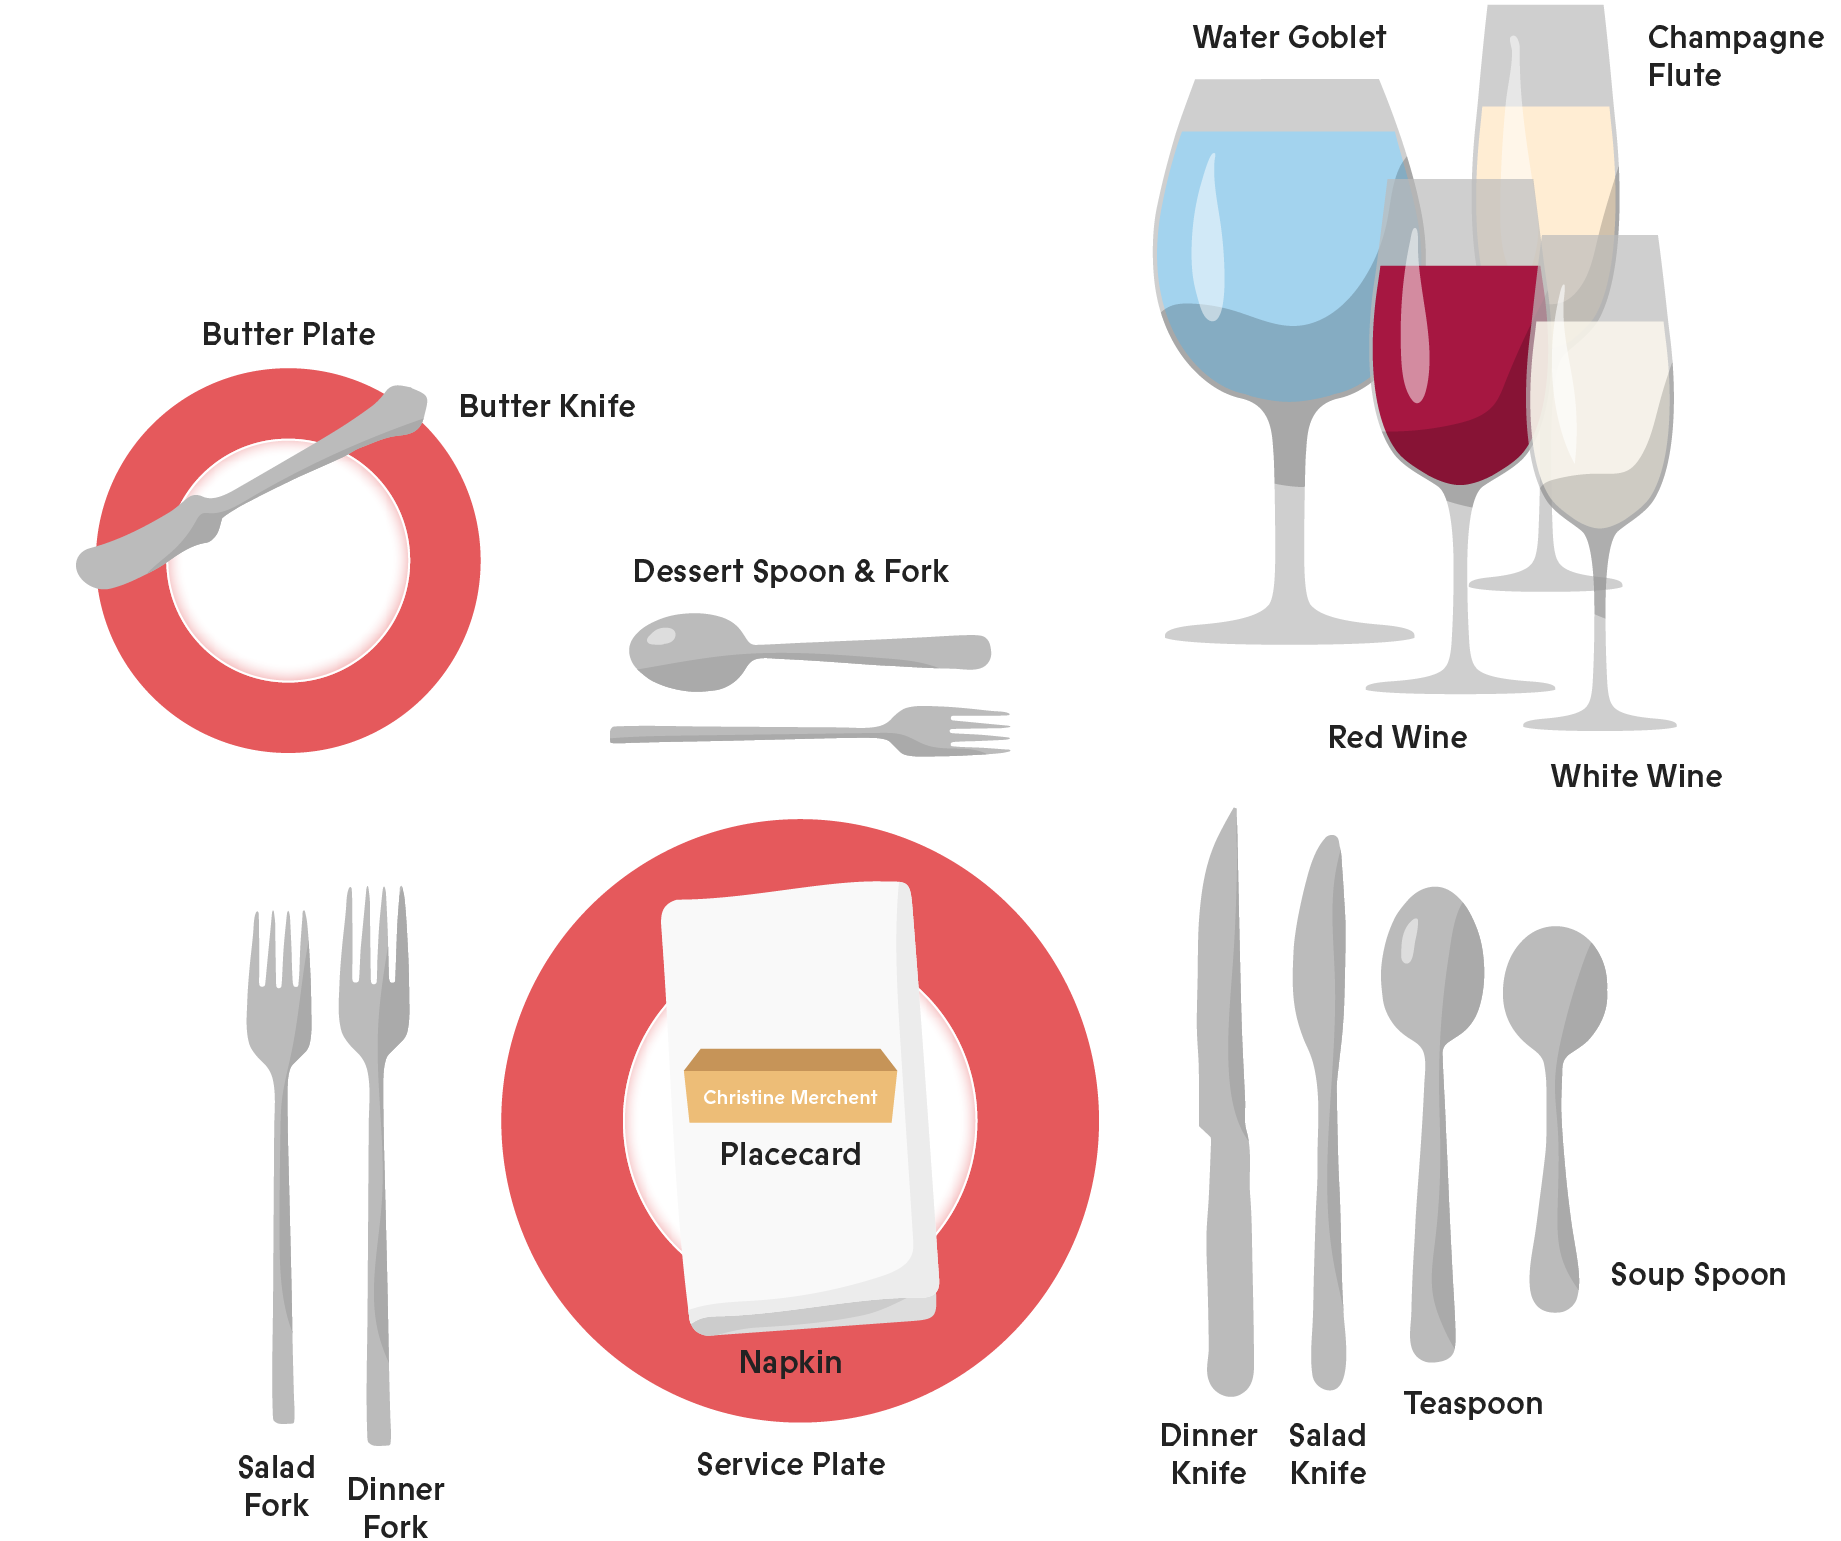 Water Goblet
Champagne
Flute
Butter Plate
Butter Knife
Dessert Spoon & Fork
Red Wine
White Wine
Christine Merchent
Placecard
Napkin
Service Plate
Salad
Fork
Dinner
Fork
Dinner
Knife
Salad
Knife
Teaspoon
Soup Spoon